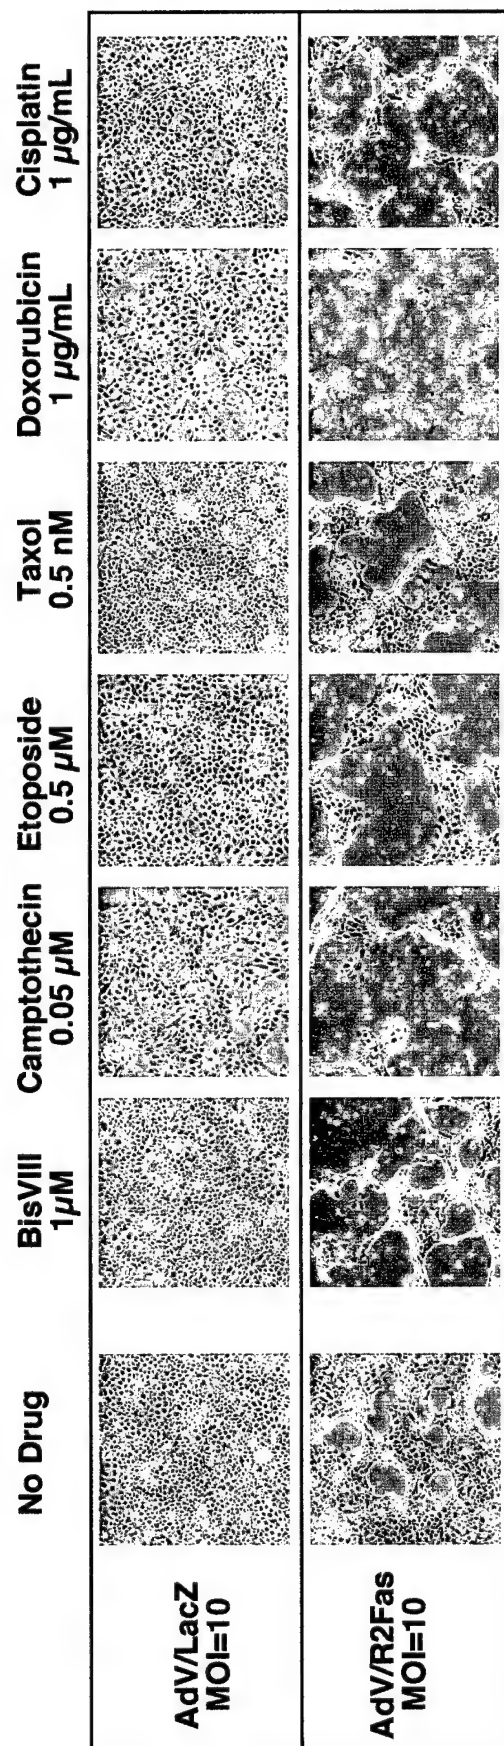 No Drug
BisVIII
1µM
Camptothecin
0.05 µM
Etoposide
0.5 µM
Taxol
0.5 nM
Doxorubicin
1 µg/mL
Cisplatin
1 µg/mL
AdV/LacZ
MOI=10
AdV/R2Fas
MOI=10